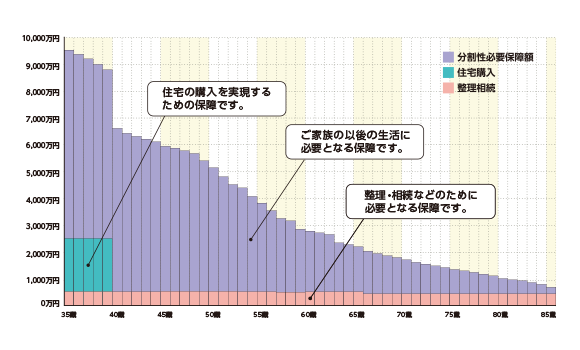 10,000万円
9,000万円
8,000万円
7,000万円
6,000万円
5,000万円
4,000万円
3,000万円
2,000万円
1,000万円
0万円
分割性必要保障額
住宅購入
整理相続
住宅の購入を実現する
ための保障です。
ご家族の以後の生活に
必要となる保障です。
整理・相続などのために
必要となる保障です。
35歳 40歳 45歳 50歳 55歳 60歳 65歳 70歳 75歳 80歳 85歳